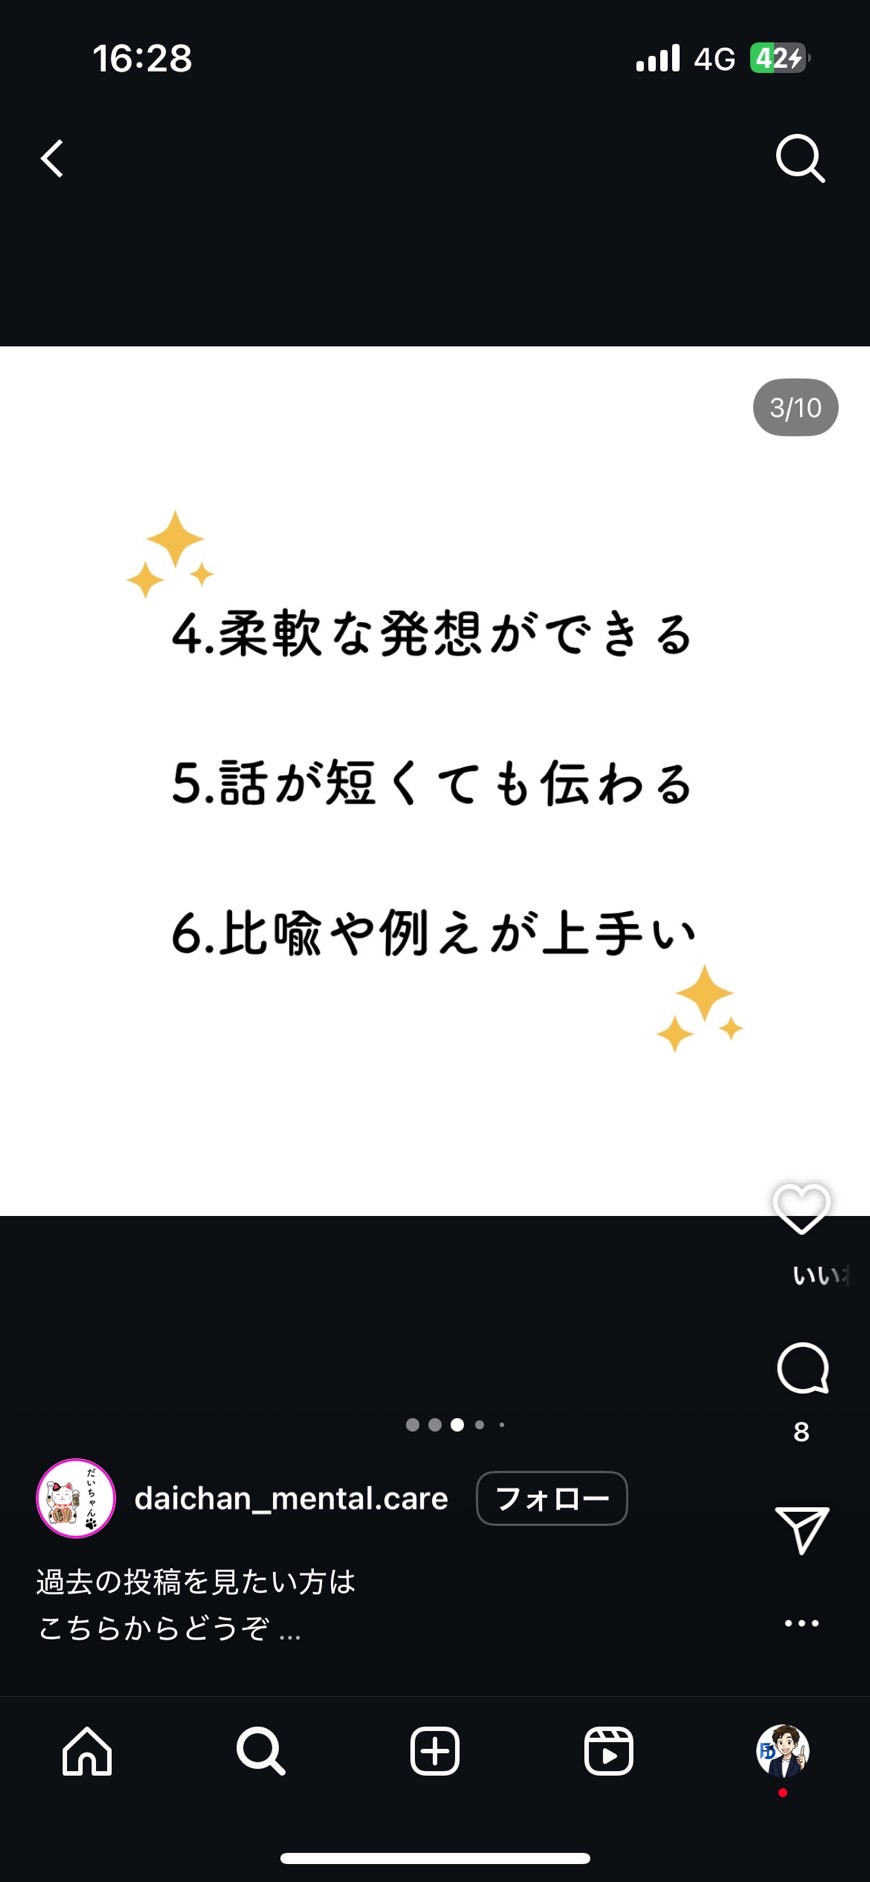 16:28
4G
42
3/10
4.柔軟な発想ができる
5.話が短くても伝わる
6.比喩や例えが上手い
いい
8
だいちゃん
daichan_mental.care
フォロー
過去の投稿を見たい方は
こちらからどうぞ ...